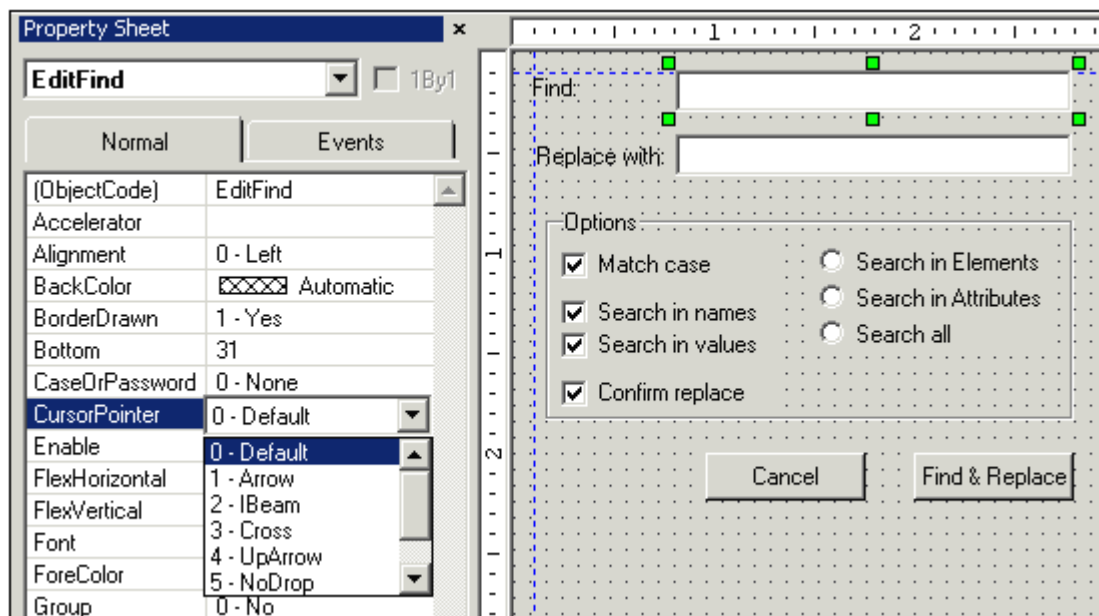 Property Sheet x
EditFind 1By1
Normal Events
(ObjectCode) EditFind
Accelerator
Alignment 0 - Left
BackColor Automatic
BorderDrawn 1 - Yes
Bottom 31
CaseOrPassword 0 - None
CursorPointer 0 - Default
Enable 0 - Default
FlexHorizontal 1 - Arrow
FlexVertical 2 - IBeam
3 - Cross
Font 4 - UpArrow
ForeColor 5 - NoDrop
Group 0 - No
1 2
1
2
Find:
Replace with:
Options
Match case
Search in names
Search in values
Confirm replace
Search in Elements
Search in Attributes
Search all
Cancel Find & Replace